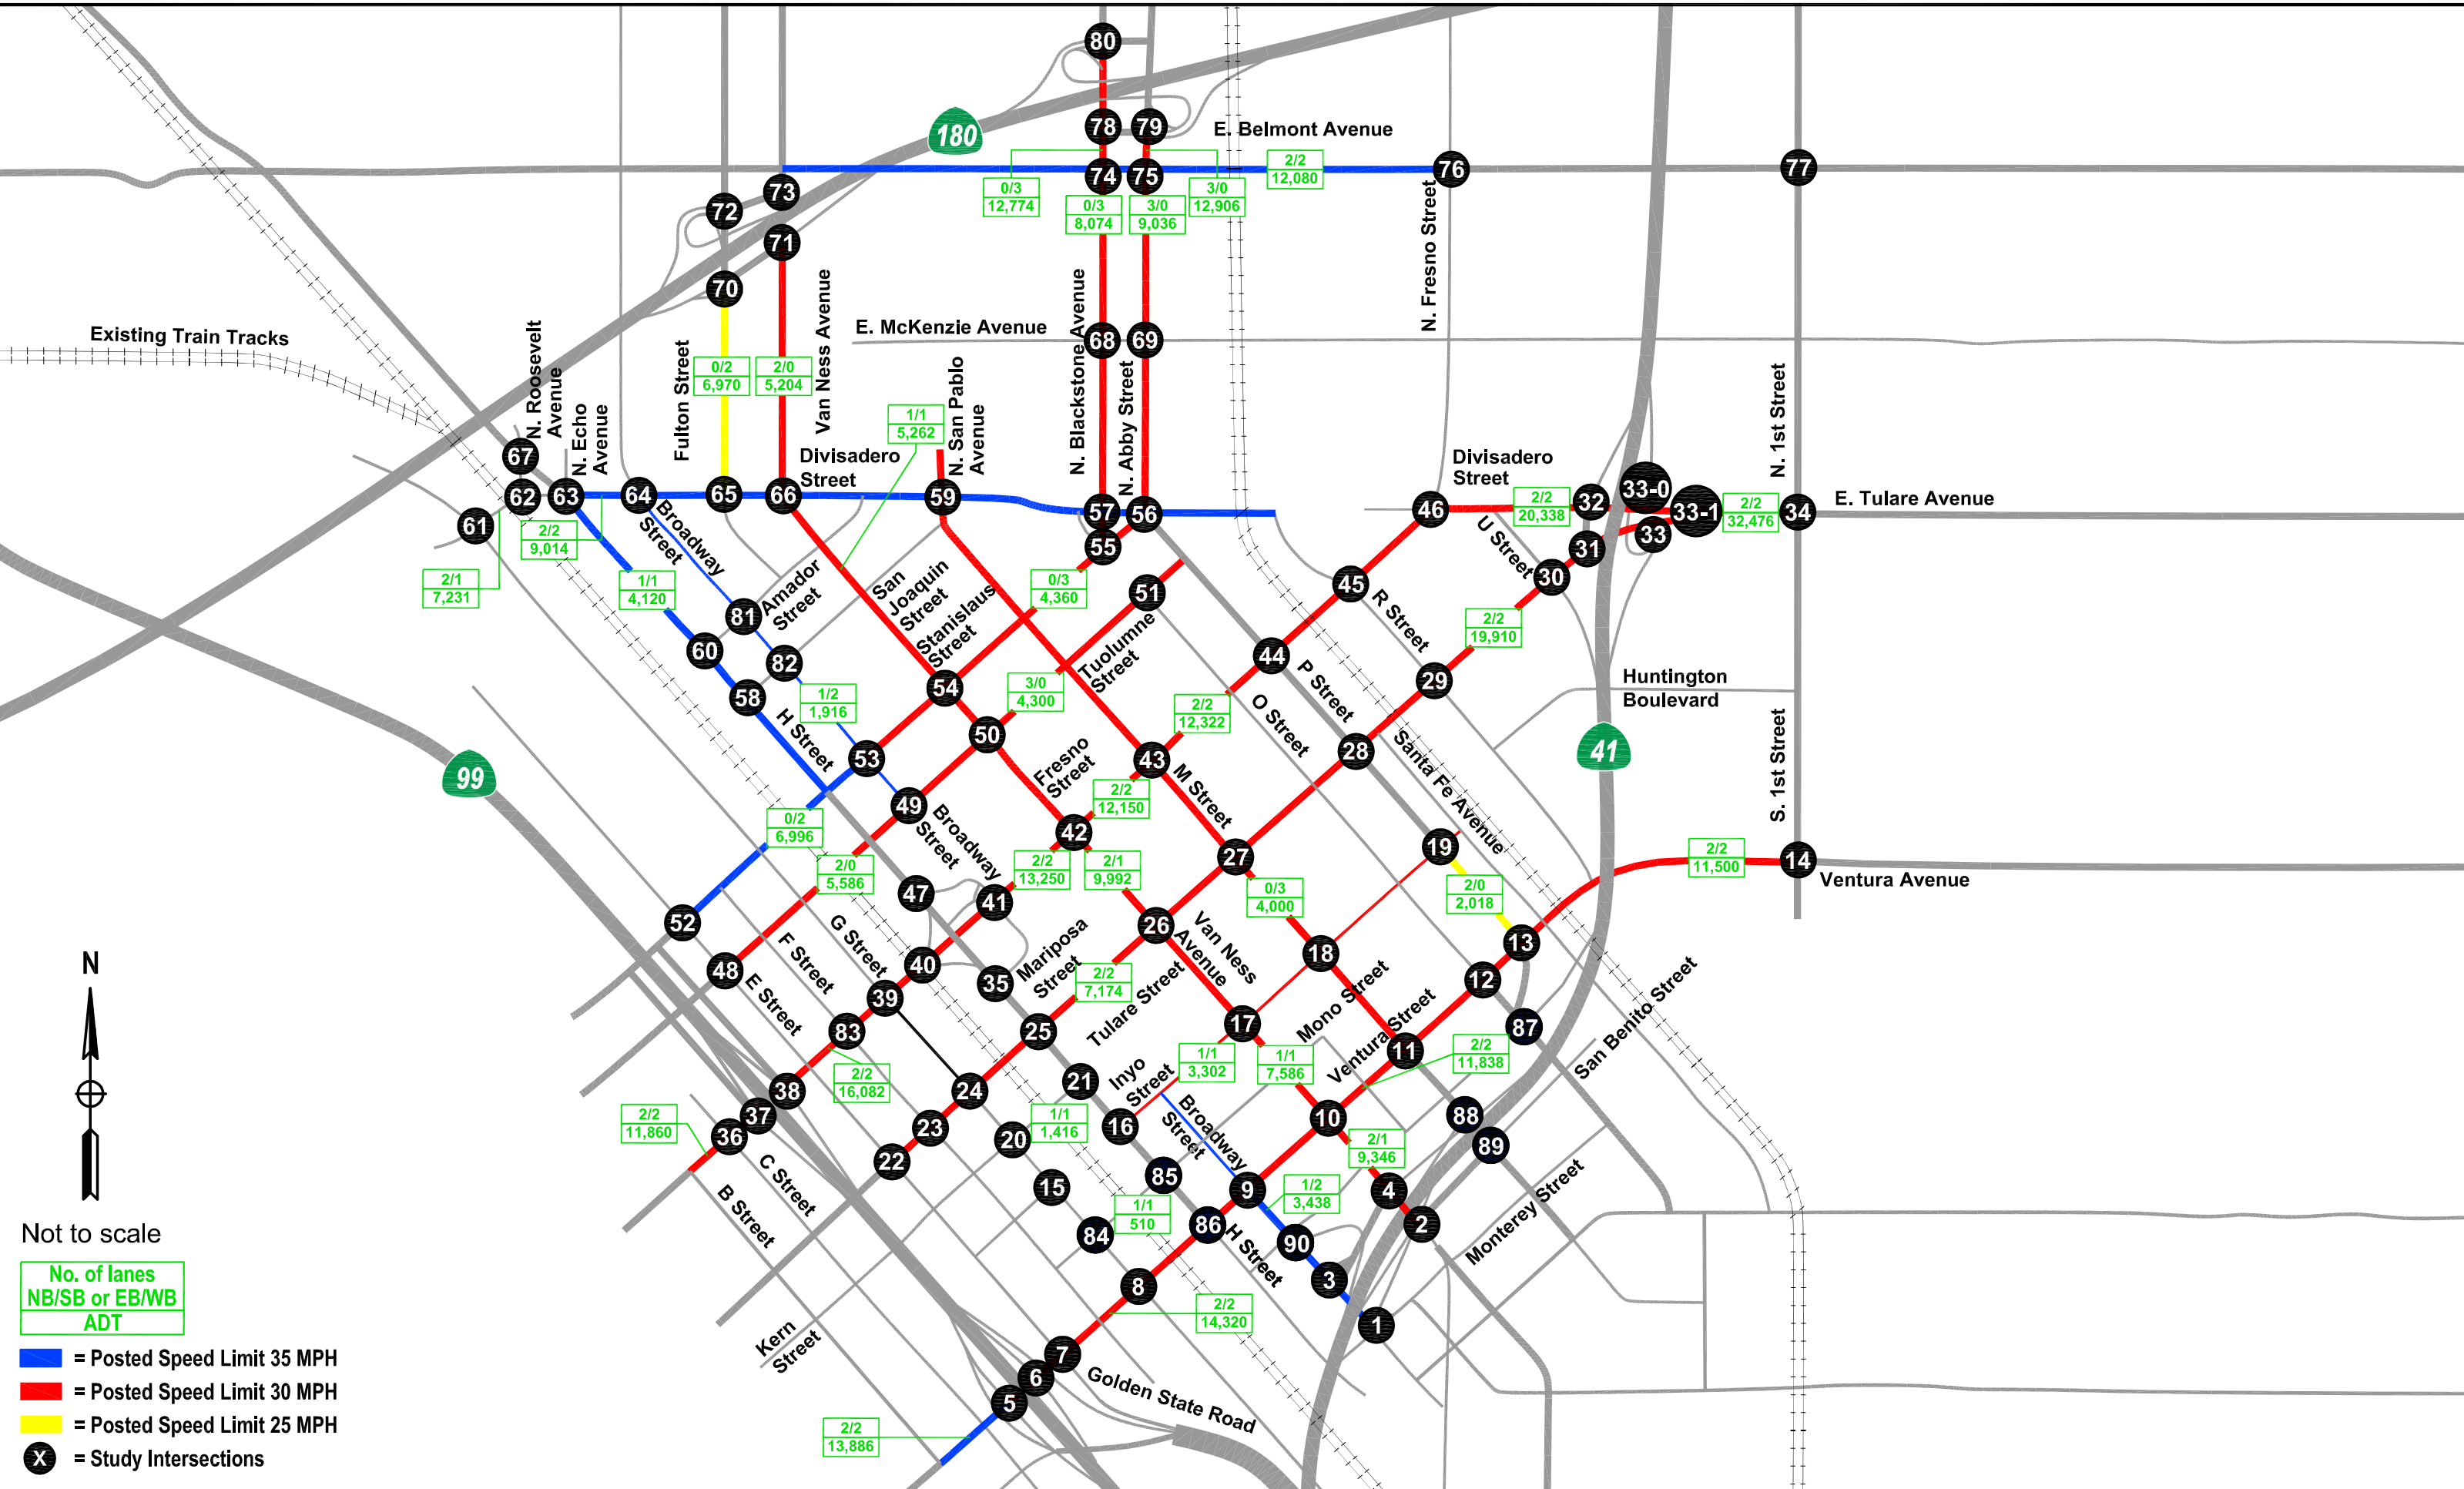 80
78
79
E. Belmont Avenue
180
2/2
12,080
76
77
74
75
0/3
12,774
0/3
8,074
3/0
9,036
3/0
12,906
73
72
71
70
N. Fresno Street
Existing Train Tracks
E. McKenzie Avenue
68
69
Van Ness Avenue
Fulton Street
0/2
6,970
2/0
5,204
N. Blackstone Avenue
N. Abby Street
N. San Pablo
Avenue
N. 1st Street
N. Roosevelt
Avenue
N. Echo
Avenue
1/1
5,262
67
62
63
64
65
66
Divisadero
Street
59
57
56
55
61
Divisadero
Street
46
2/2
20,338
32
33-0
33-1
33
2/2
32,476
34
E. Tulare Avenue
31
30
U Street
2/2
9,014
2/1
7,231
1/1
4,120
Broadway
Street
Amador
Street
81
82
60
58
San
Joaquin
Street
Stanislaus
Street
0/3
4,360
51
Tuolumne
Street
45
R Street
2/2
19,910
44
29
P Street
Huntington
Boulevard
41
54
3/0
4,300
1/2
1,916
50
53
49
H Street
2/2
12,322
O Street
28
Santa Fe Avenue
S. 1st Street
43
Fresno
Street
M Street
2/2
12,150
99
0/2
6,996
Broadway
Street
42
2/2
13,250
2/1
9,992
27
19
2/0
5,586
47
41
0/3
4,000
2/0
2,018
2/2
11,500
14
Ventura Avenue
52
48
26
Van Ness
Avenue
18
13
12
G Street
F Street
E Street
40
39
35
Mariposa
Street
2/2
7,174
Tulare Street
83
25
17
Mono Street
Ventura Street
11
87
San Benito Street
38
2/2
16,082
24
21
Inyo
Street
1/1
3,302
1/1
7,586
2/2
11,838
N
2/2
11,860
37
36
23
22
20
1/1
1,416
16
Broadway
Street
10
88
89
2/1
9,346
C Street
B Street
15
85
9
4
2
1/2
3,438
Monterey Street
84
1/1
510
86
H Street
90
3
1
8
2/2
14,320
Kern
Street
7
6
5
Golden State Road
2/2
13,886
Not to scale
No. of lanes
NB/SB or EB/WB
ADT
= Posted Speed Limit 35 MPH
= Posted Speed Limit 30 MPH
= Posted Speed Limit 25 MPH
X = Study Intersections